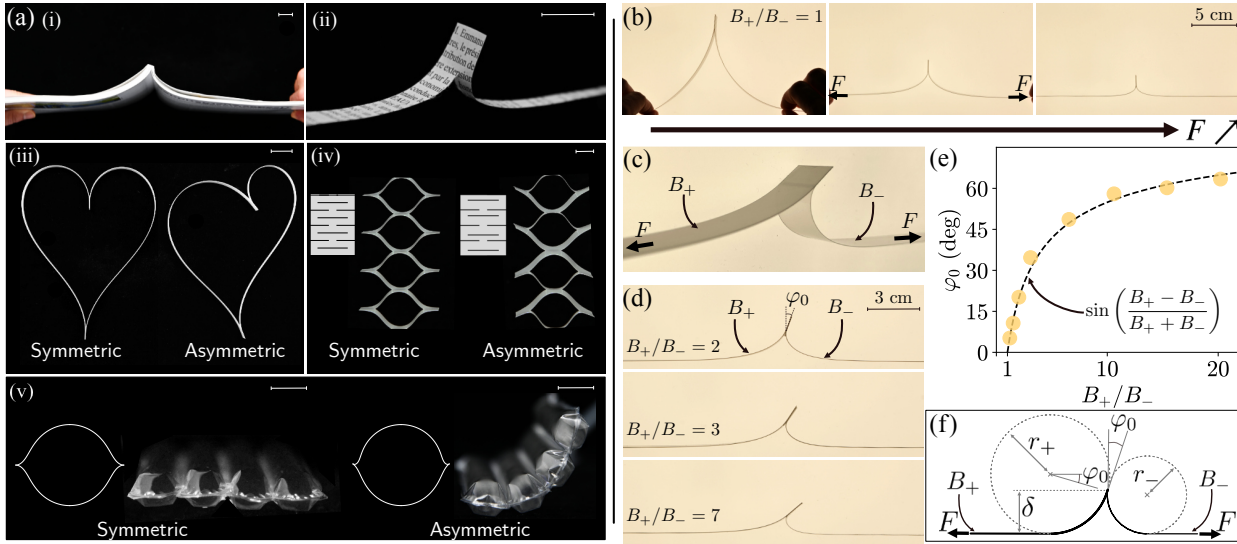 (a) (i)
(ii)
(iii)
Symmetric
Asymmetric
(iv)
Symmetric
Asymmetric
(v)
Symmetric
Asymmetric
(b)
B₊/B₋ = 1
5 cm
F
F
F ↗
(c)
B₊
B₋
F
F
(d)
φ₀
3 cm
B₊
B₋
B₊/B₋ = 2
B₊/B₋ = 3
B₊/B₋ = 7
(e)
φ₀ (deg)
60
45
30
15
0
sin (B₊ − B₋ / B₊ + B₋)
1
10
20
B₊/B₋
(f)
φ₀
r₊
φ₀
r₋
B₊
B₋
δ
F
F